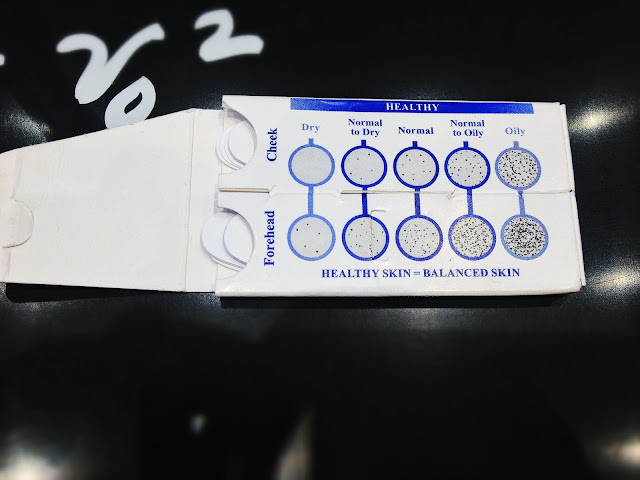 HEALTHY
Dry Normal to Dry Normal Normal to Oily Oily
Cheek
Forehead
HEALTHY SKIN = BALANCED SKIN